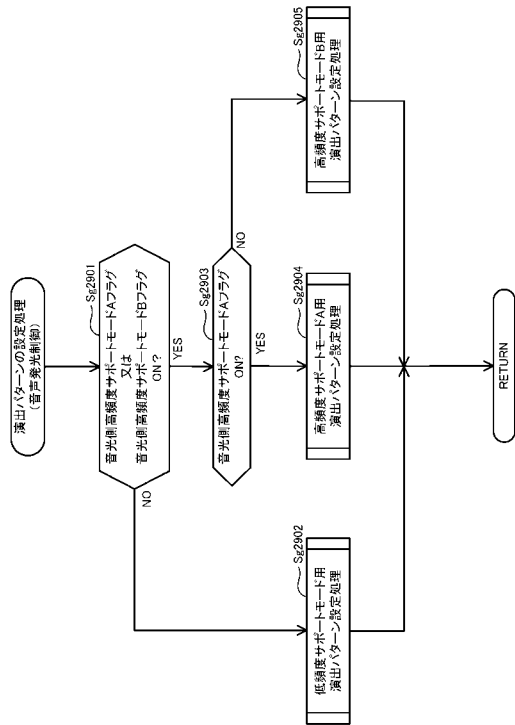 演出パターンの設定処理
(音声発光制御)
Sg2901
音光側高頻度サポートモードAフラグ
又は
音光側高頻度サポートモードBフラグ
ON?
NO
YES
Sg2903
音光側高頻度サポートモードAフラグ
ON?
NO
YES
Sg2902
低頻度サポートモード用
演出パターン設定処理
Sg2904
高頻度サポートモードA用
演出パターン設定処理
Sg2905
高頻度サポートモードB用
演出パターン設定処理
RETURN